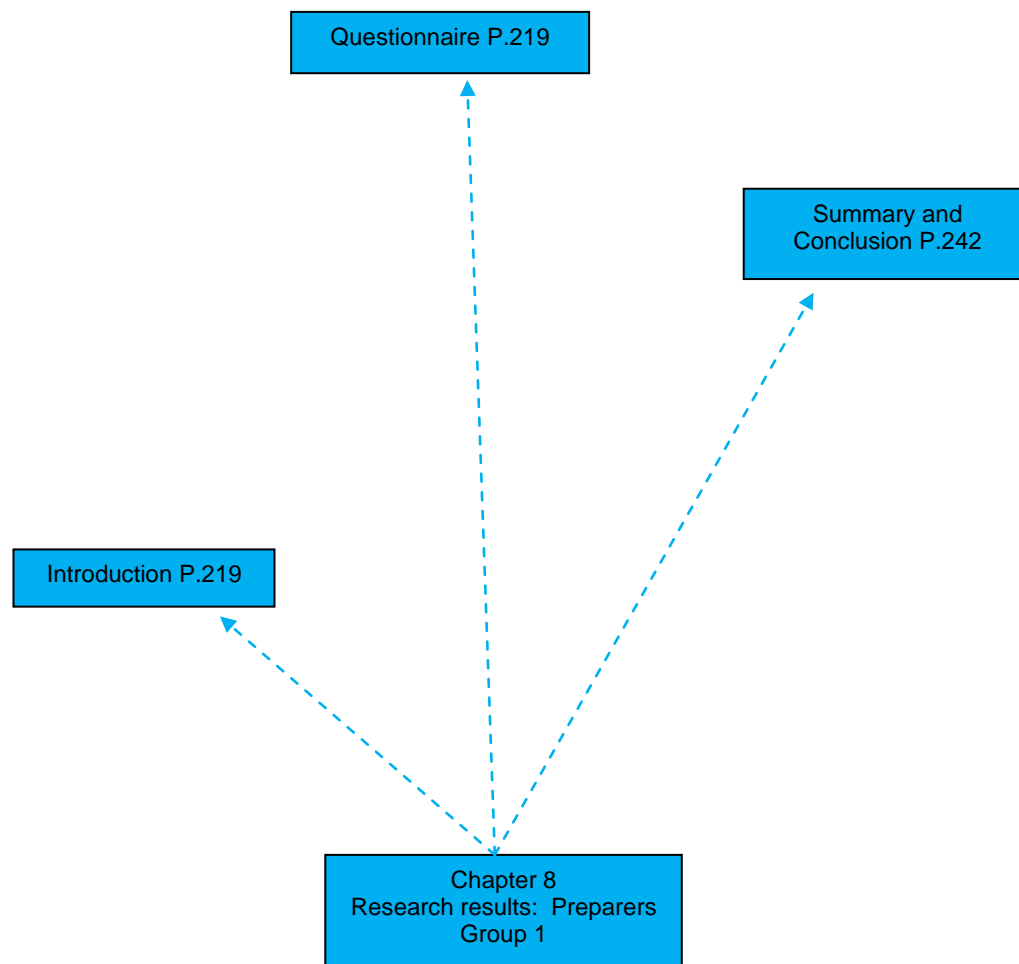 Questionnaire P.219
Summary and
Conclusion P.242
Introduction P.219
Chapter 8
Research results:  Preparers
Group 1